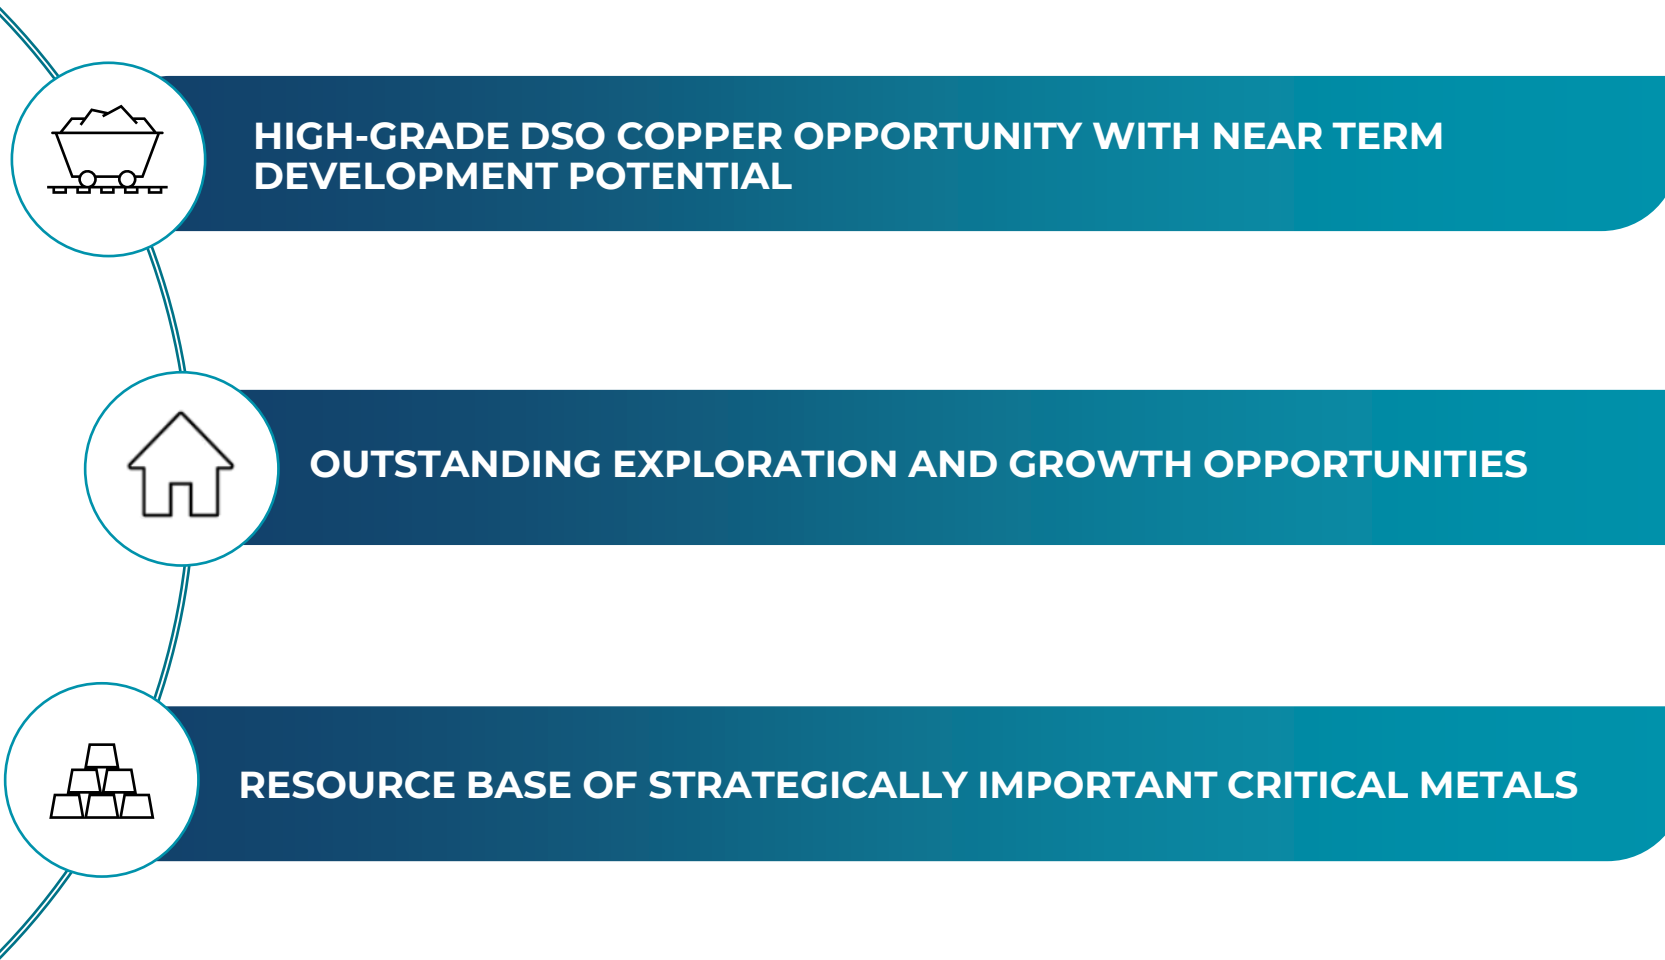 HIGH-GRADE DSO COPPER OPPORTUNITY WITH NEAR TERM
DEVELOPMENT POTENTIAL
OUTSTANDING EXPLORATION AND GROWTH OPPORTUNITIES
RESOURCE BASE OF STRATEGICALLY IMPORTANT CRITICAL METALS